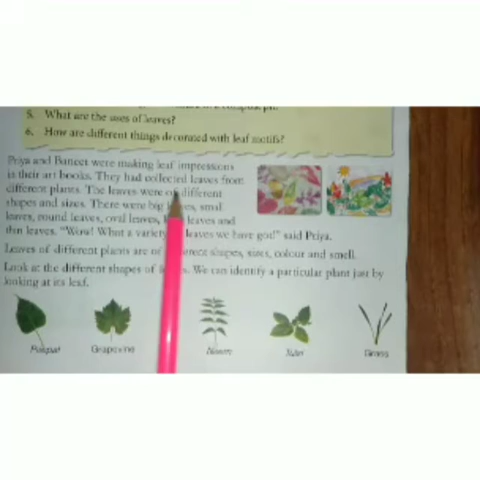 5. What are the uses of leaves?
6. How are different things decorated with leaf motifs?
Priya and Puneet were making leaf impressions
in their art books. They had collected leaves from
different plants. The leaves were of different
shapes and sizes. There were big leaves, small
leaves, round leaves, oval leaves, leaves and
thin leaves. "Wow! What a variety leaves we have got!" said Priya.
Leaves of different plants are of different shapes, sizes, colour and smell.
Look at the different shapes of We can identify a particular plant just by
looking at its leaf.
Peepal Grapevine Neem Tulsi Grass